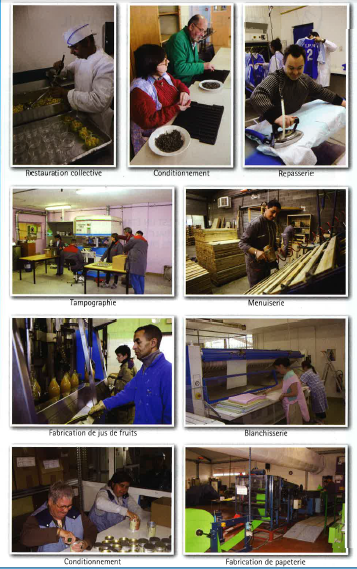 Restauration collective
Conditionnement
Repasserie
Tampographie
Menuiserie
Fabrication de jus de fruits
Blanchisserie
Conditionnement
Fabrication de papeterie